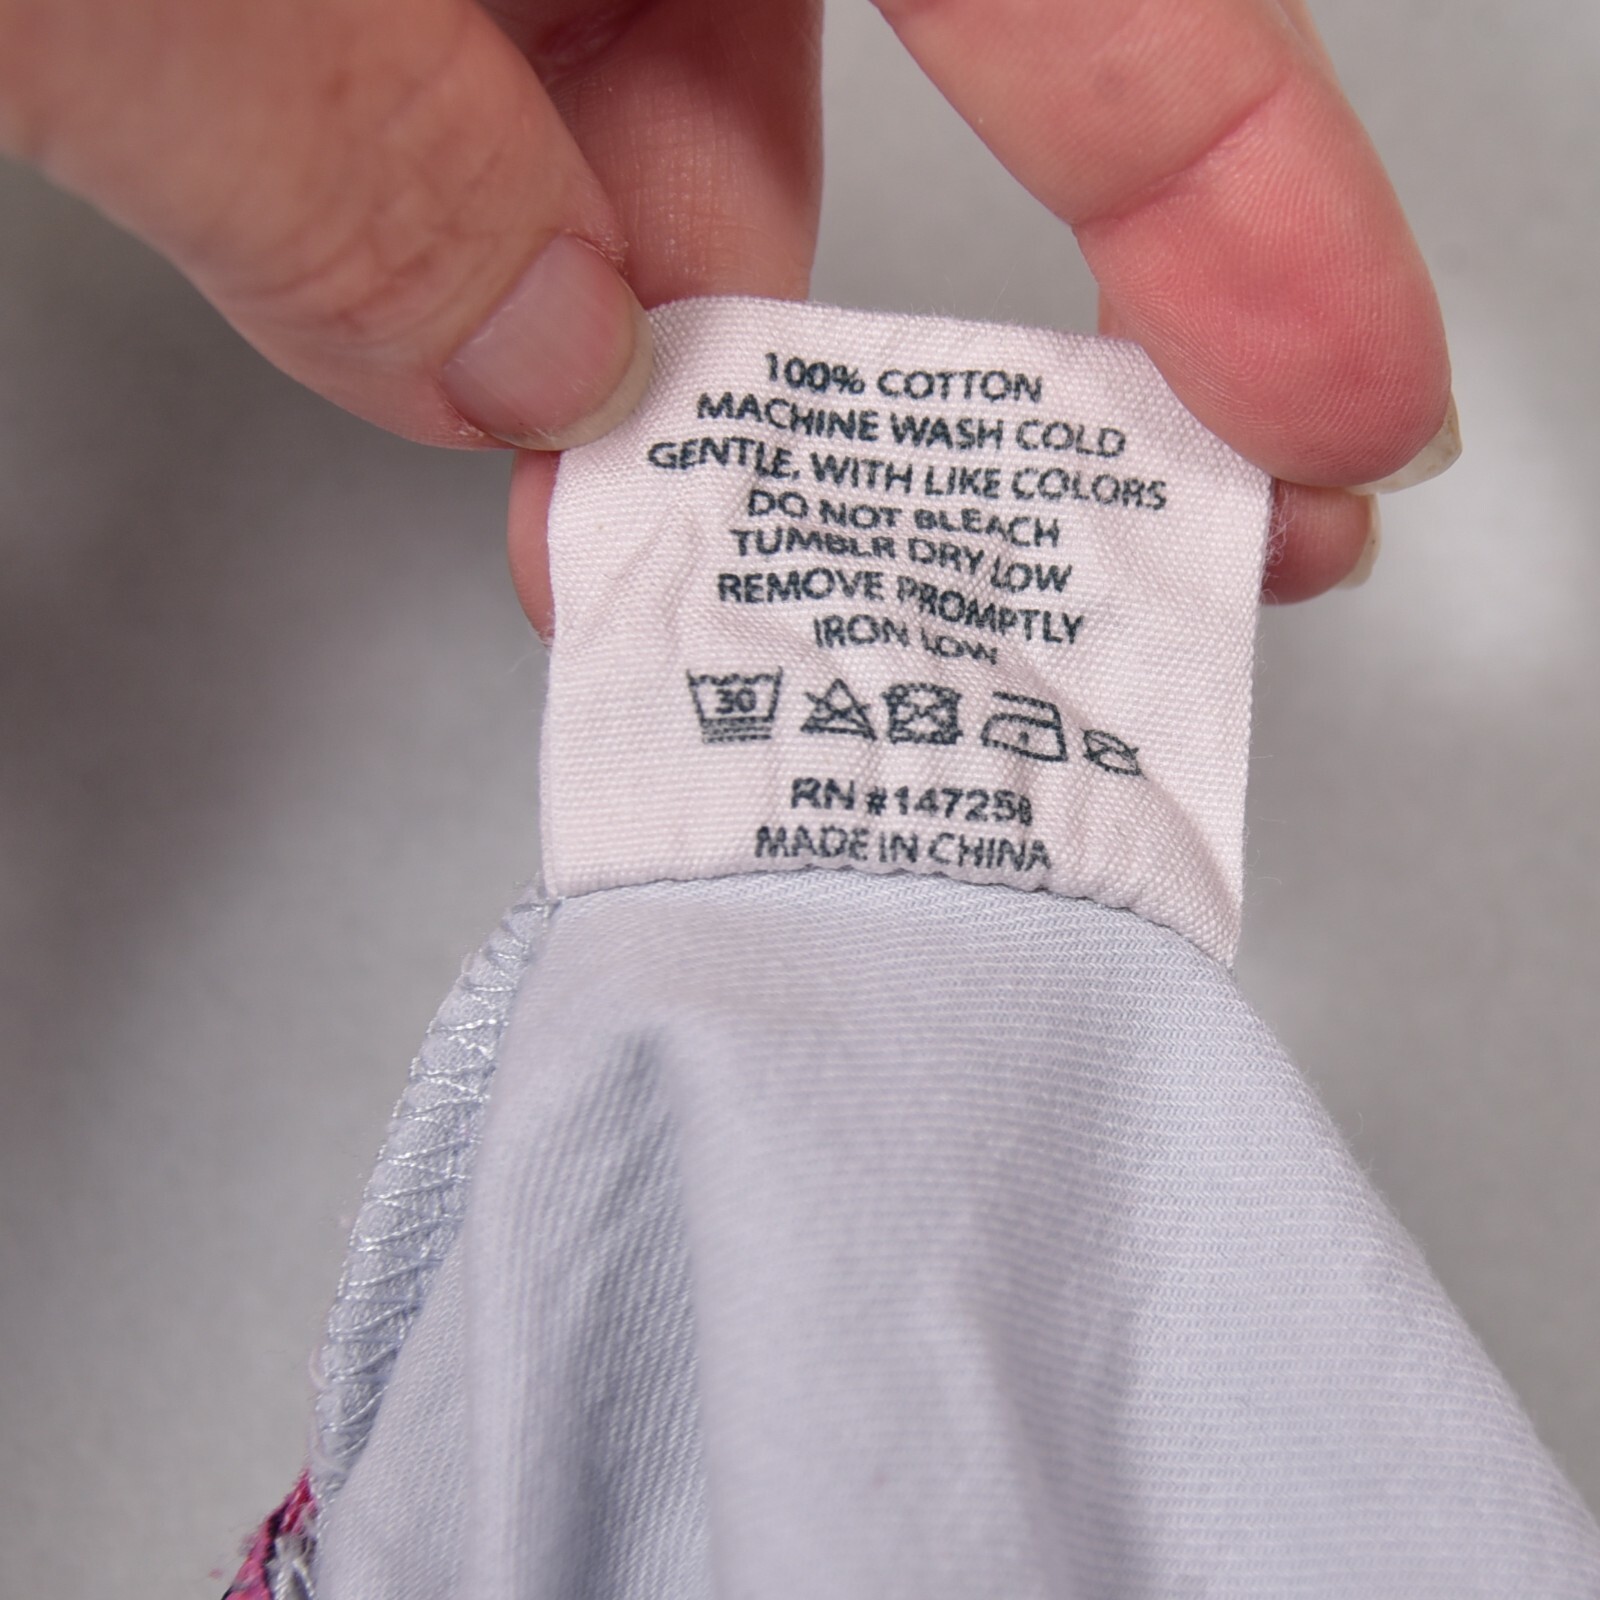 100% COTTON
MACHINE WASH COLD
GENTLE, WITH LIKE COLORS
DO NOT BLEACH
TUMBLR DRY LOW
REMOVE PROMPTLY
IRON LOW
30
RN #147258
MADE IN CHINA